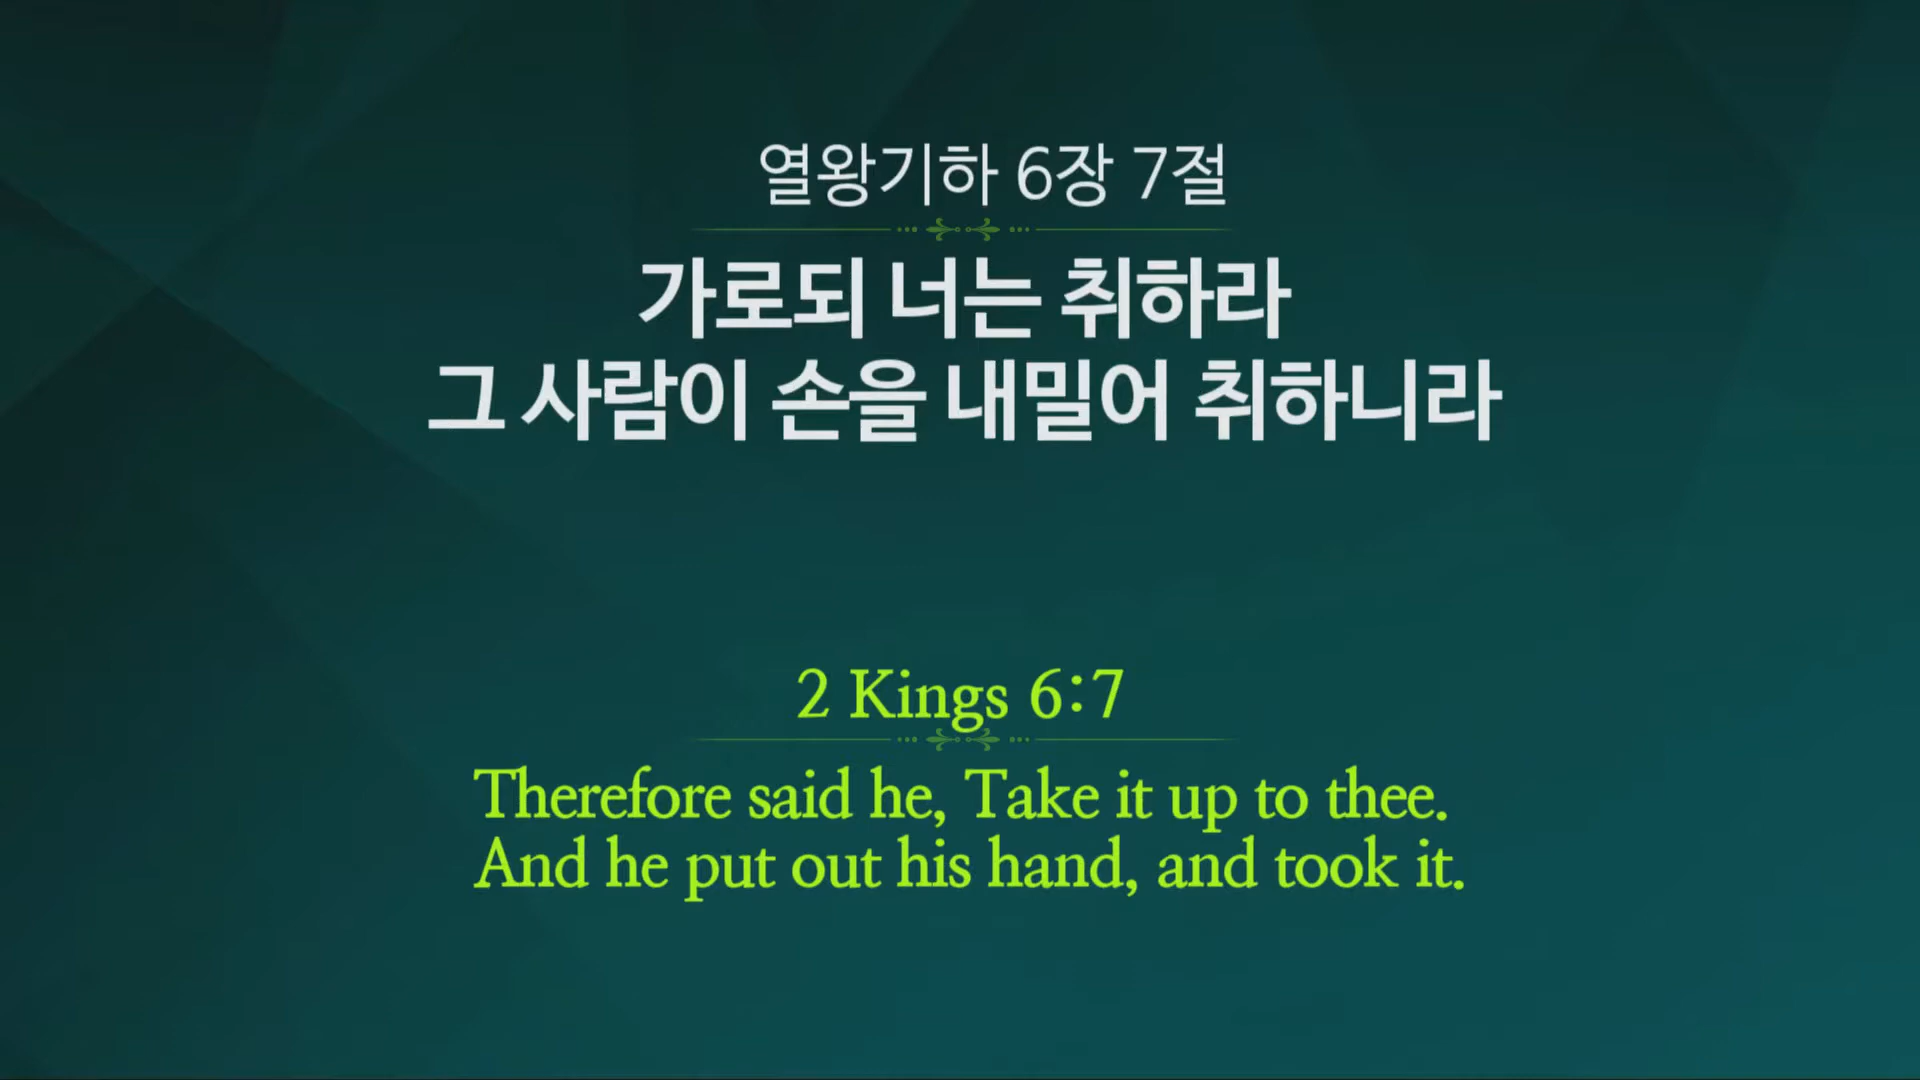 열왕기하 6장 7절
가로되 너는 취하라
그 사람이 손을 내밀어 취하니라
2 Kings 6:7
Therefore said he, Take it up to thee.
And he put out his hand, and took it.